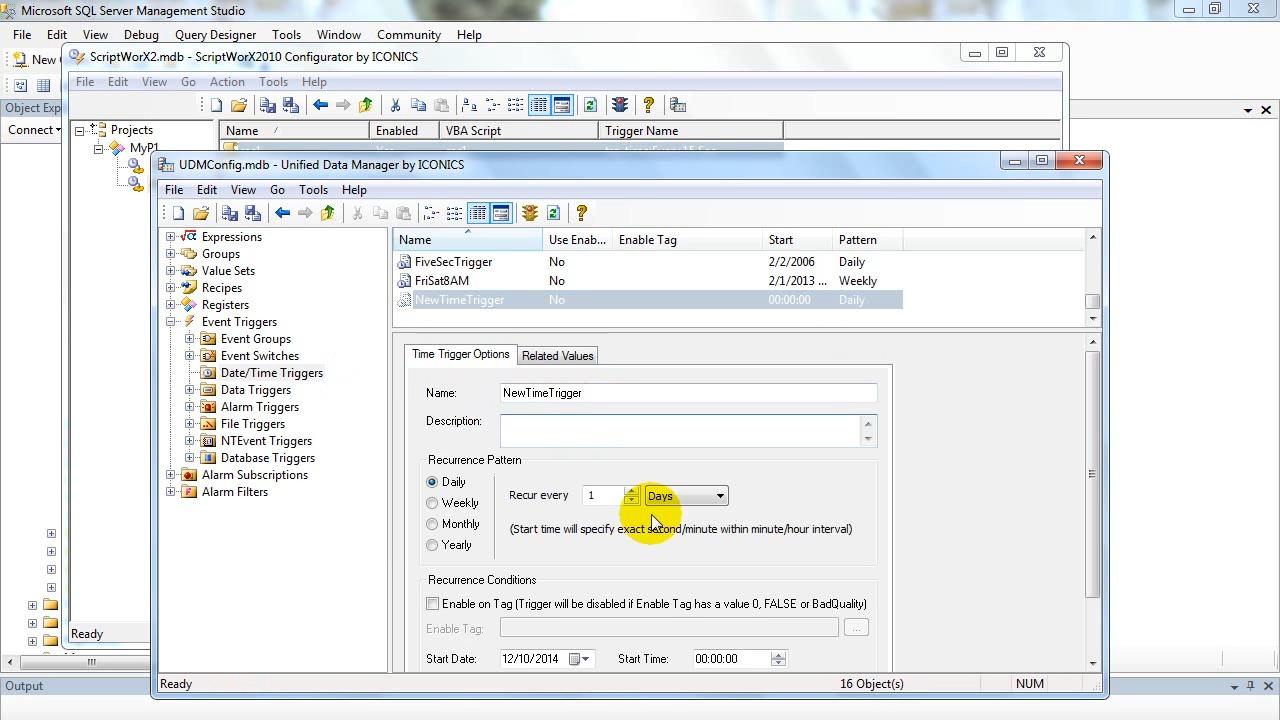 Microsoft SQL Server Management Studio
File Edit View Debug Query Designer Tools Window Community Help
New
ScriptWorX2.mdb - ScriptWorX2010 Configurator by ICONICS
File Edit View Go Action Tools Help
Object Exp
Connect
Projects
MyP1
Name / Enabled VBA Script Trigger Name
UDMConfig.mdb - Unified Data Manager by ICONICS
File Edit View Go Tools Help
Expressions
Groups
Value Sets
Recipes
Registers
Event Triggers
Event Groups
Event Switches
Date/Time Triggers
Data Triggers
Alarm Triggers
File Triggers
NTEvent Triggers
Database Triggers
Alarm Subscriptions
Alarm Filters
Name Use Enab... Enable Tag Start Pattern
FiveSecTrigger No 2/2/2006 Daily
FriSat8AM No 2/1/2013 ... Weekly
NewTimeTrigger No 00:00:00 Daily
Time Trigger Options Related Values
Name: NewTimeTrigger
Description:
Recurrence Pattern
Daily
Weekly
Monthly
Yearly
Recur every 1 Days
(Start time will specify exact second/minute within minute/hour interval)
Recurrence Conditions
Enable on Tag (Trigger will be disabled if Enable Tag has a value 0, FALSE or BadQuality)
Enable Tag: ...
Start Date: 12/10/2014 Start Time: 00:00:00
Ready
Ready 16 Object(s) NUM
Output